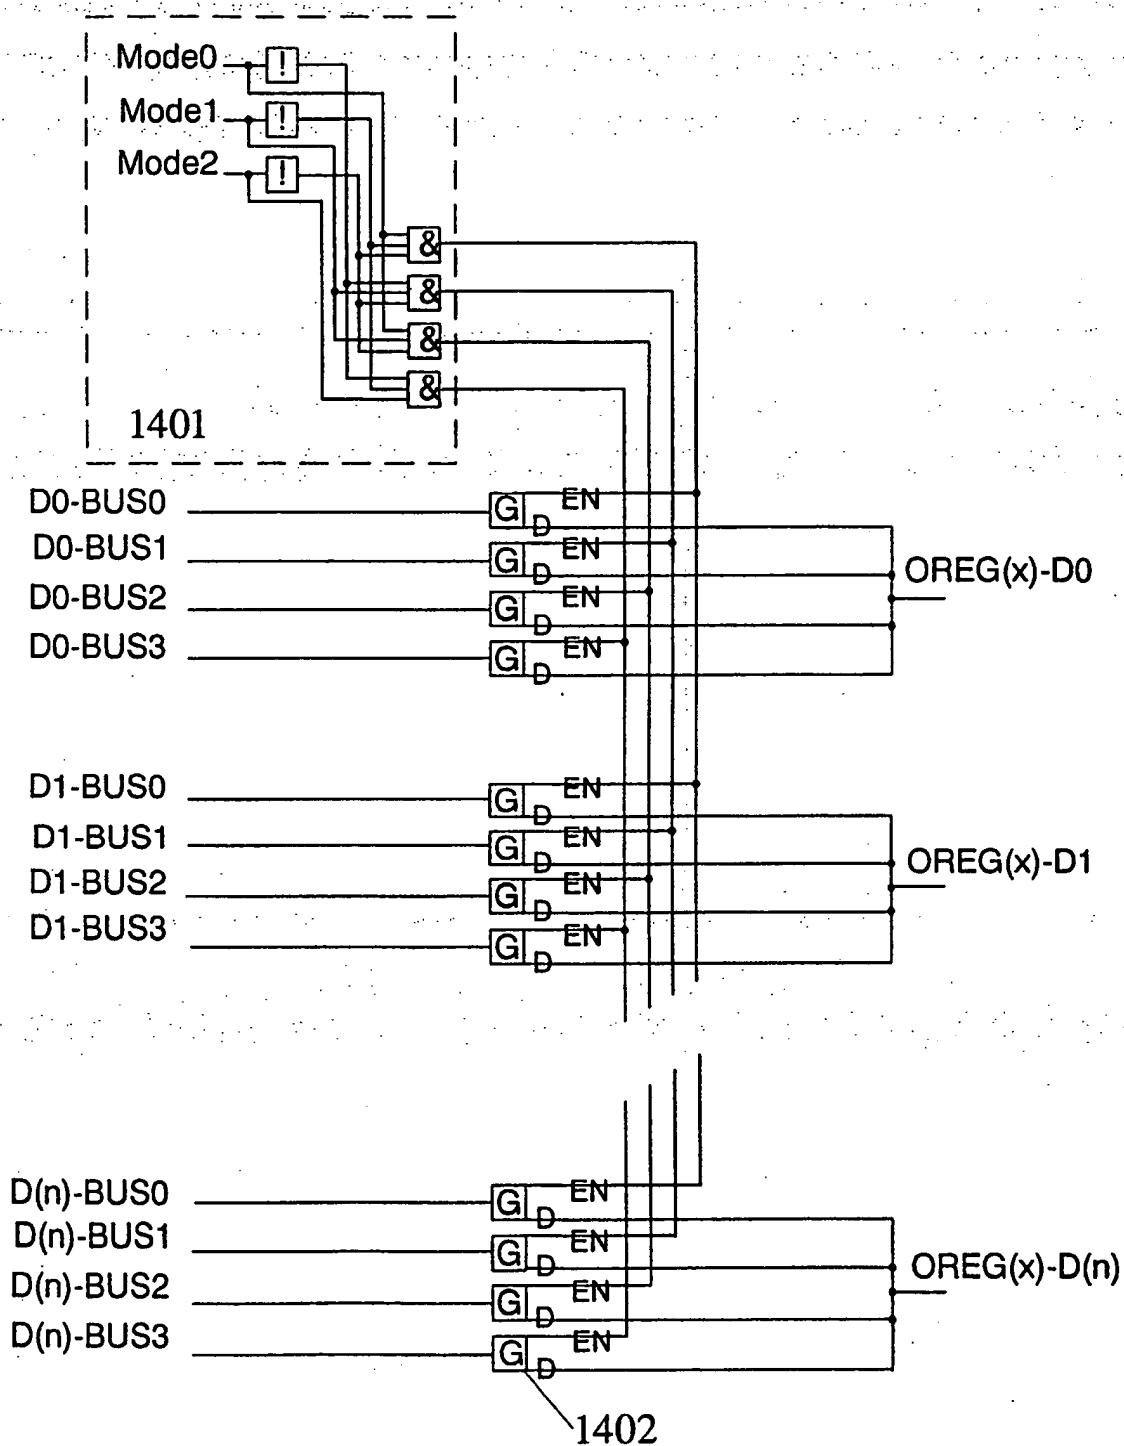 Mode0 !
Mode1 !
Mode2 !
&
&
&
&
1401
D0-BUS0 G EN D
D0-BUS1 G EN D
D0-BUS2 G EN D
D0-BUS3 G EN D
OREG(x)-D0
D1-BUS0 G EN D
D1-BUS1 G EN D
D1-BUS2 G EN D
D1-BUS3 G EN D
OREG(x)-D1
D(n)-BUS0 G EN D
D(n)-BUS1 G EN D
D(n)-BUS2 G EN D
D(n)-BUS3 G EN D
OREG(x)-D(n)
1402